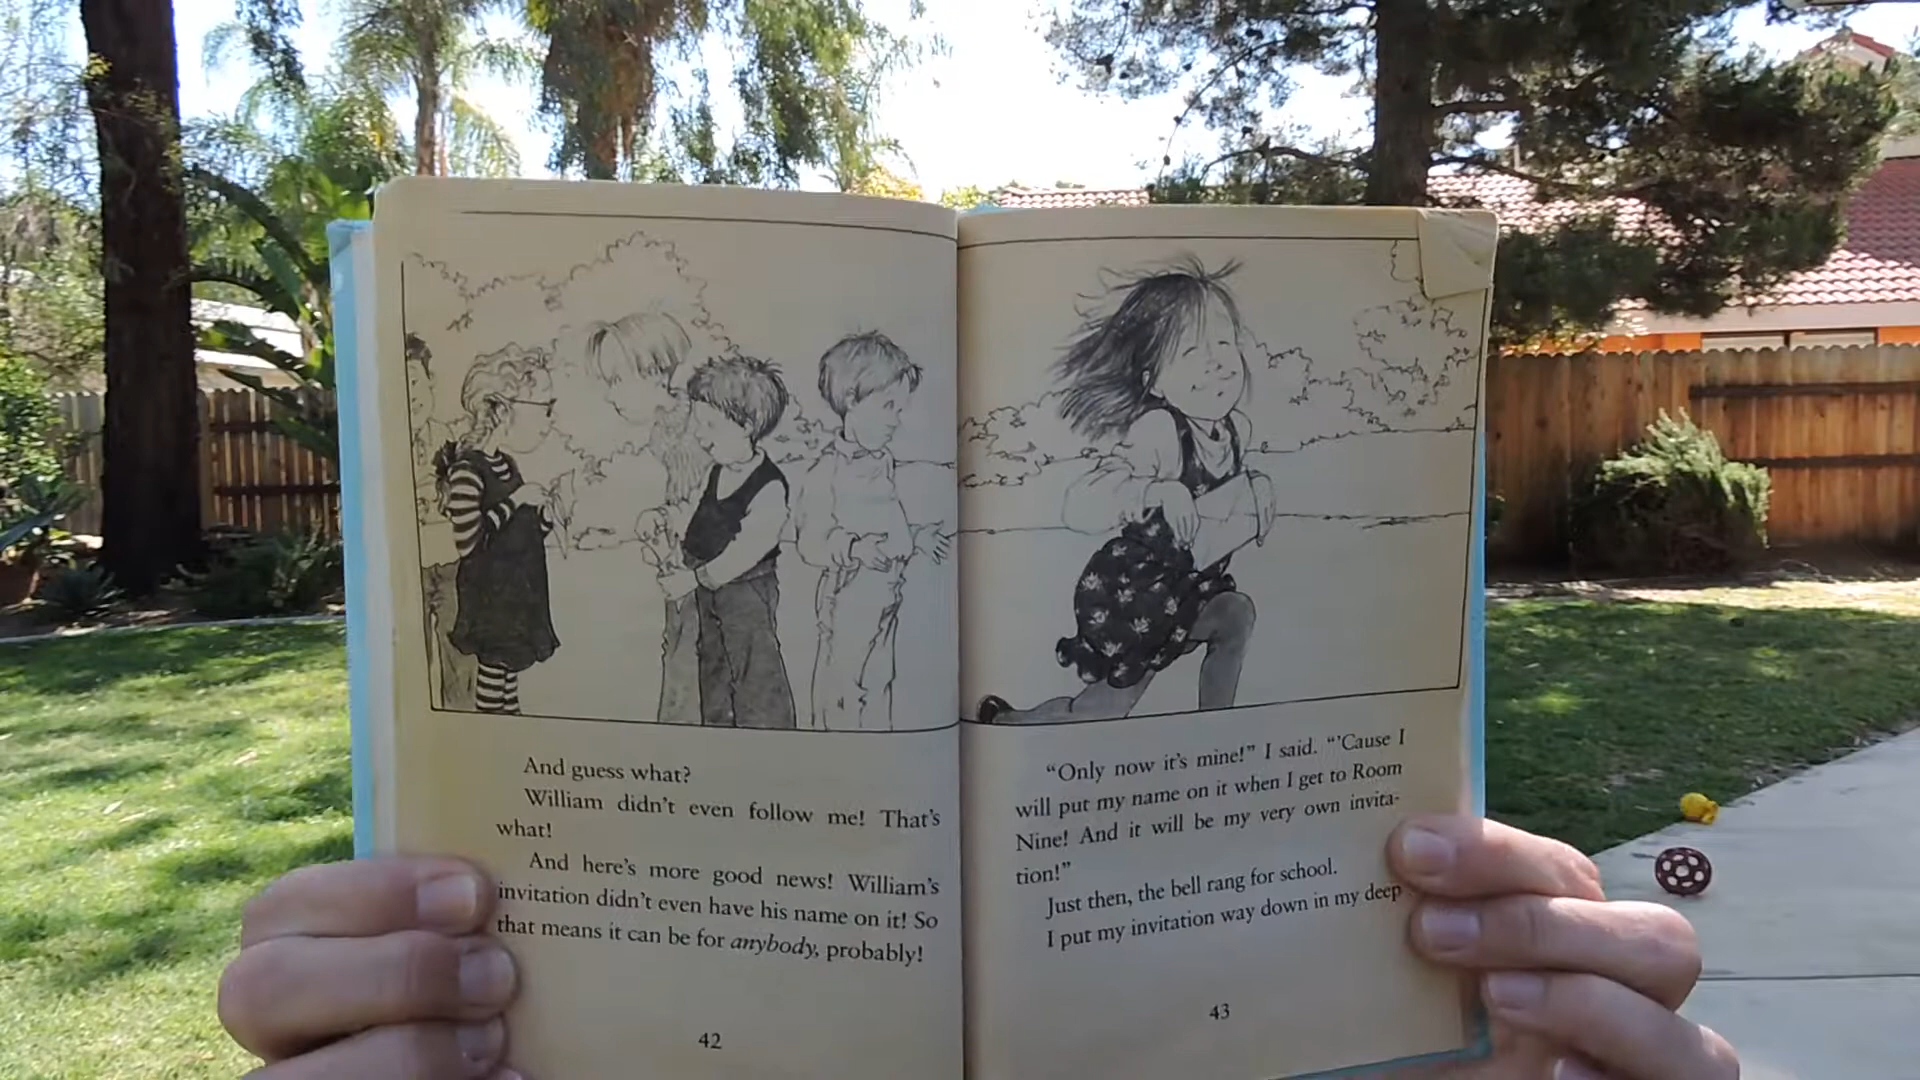 And guess what?
William didn't even follow me! That's
what!
And here's more good news! William's
invitation didn't even have his name on it! So
that means it can be for anybody, probably!
42
"Only now it's mine!" I said. "'Cause I
will put my name on it when I get to Room
Nine! And it will be my very own invita-
tion!"
Just then, the bell rang for school.
I put my invitation way down in my deep
43